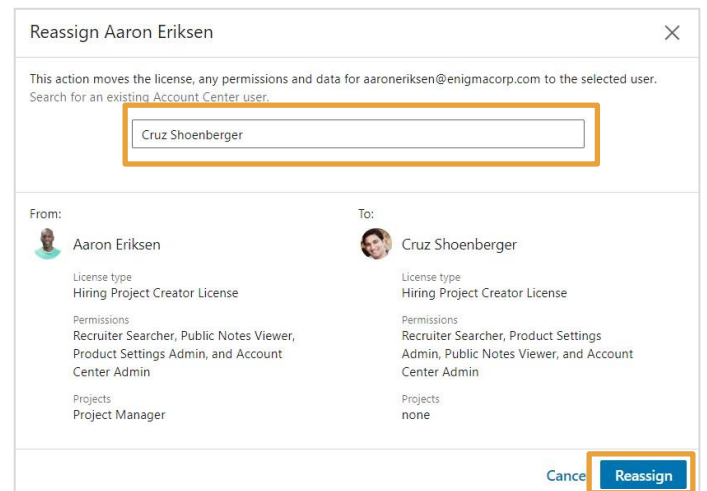 Reassign Aaron Eriksen
This action moves the license, any permissions and data for aaroneriksen@enigmacorp.com to the selected user.
Search for an existing Account Center user.
Cruz Shoenberger
From:
Aaron Eriksen
License type
Hiring Project Creator License
Permissions
Recruiter Searcher, Public Notes Viewer,
Product Settings Admin, and Account
Center Admin
Projects
Project Manager
To:
Cruz Shoenberger
License type
Hiring Project Creator License
Permissions
Recruiter Searcher, Product Settings
Admin, Public Notes Viewer, and Account
Center Admin
Projects
none
Cance
Reassign